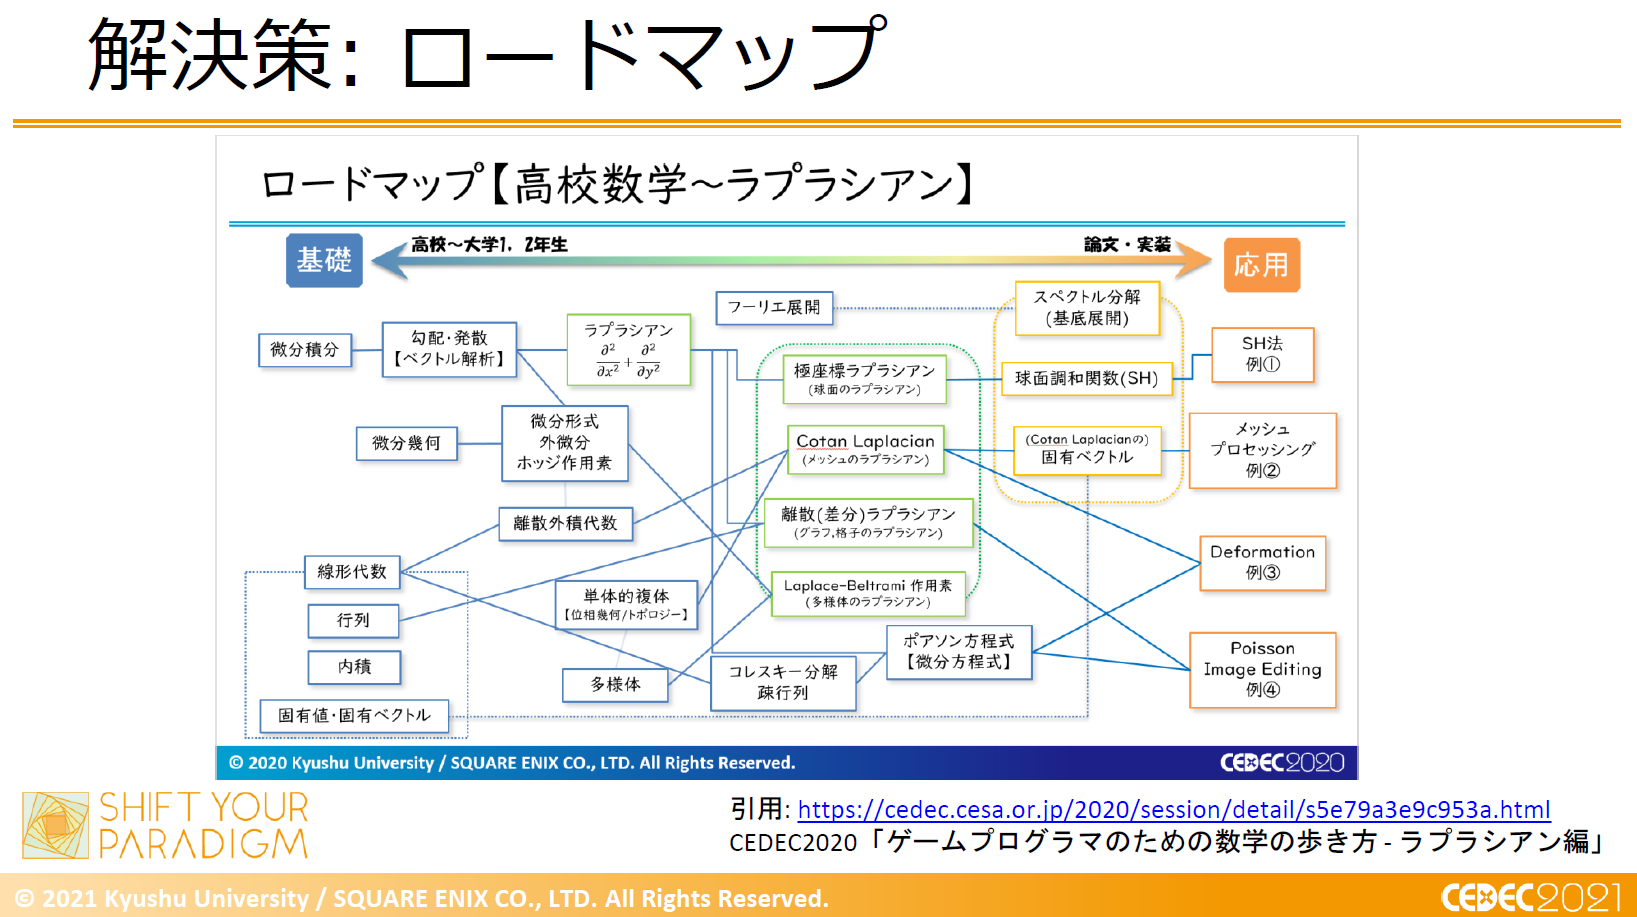 解決策: ロードマップ
ロードマップ【高校数学～ラプラシアン】
基礎
高校～大学1，2年生
論文・実装
応用
フーリエ展開
スペクトル分解
(基底展開)
微分積分
勾配・発散
【ベクトル解析】
ラプラシアン
∂²/∂x² + ∂²/∂y²
極座標ラプラシアン
(球面のラプラシアン)
球面調和関数(SH)
SH法
例①
微分幾何
微分形式
外微分
ホッジ作用素
Cotan Laplacian
(メッシュのラプラシアン)
(Cotan Laplacianの)
固有ベクトル
メッシュ
プロセッシング
例②
離散外積代数
離散(差分)ラプラシアン
(グラフ,格子のラプラシアン)
線形代数
単体的複体
【位相幾何/トポロジー】
Laplace-Beltrami 作用素
(多様体のラプラシアン)
Deformation
例③
行列
内積
多様体
コレスキー分解
疎行列
ポアソン方程式
【微分方程式】
Poisson
Image Editing
例④
固有値・固有ベクトル
© 2020 Kyushu University / SQUARE ENIX CO., LTD. All Rights Reserved.
CEDEC2020
SHIFT YOUR
PARADIGM
引用: https://cedec.cesa.or.jp/2020/session/detail/s5e79a3e9c953a.html
CEDEC2020「ゲームプログラマのための数学の歩き方 - ラプラシアン編」
© 2021 Kyushu University / SQUARE ENIX CO., LTD. All Rights Reserved.
CEDEC2021